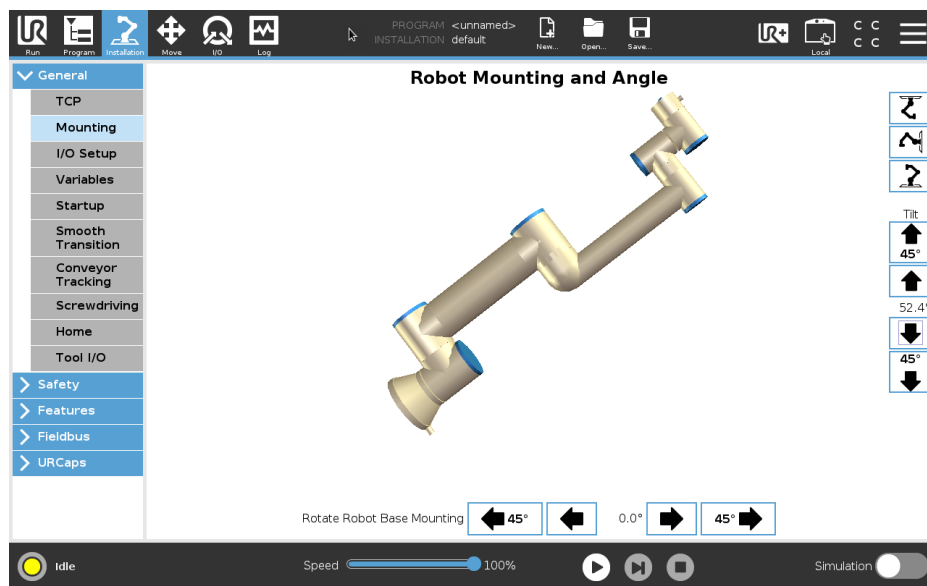 Run
Program
Installation
Move
I/O
Log
PROGRAM <unnamed>
INSTALLATION default
New...
Open...
Save...
UR+
Local
C C
C C
General
TCP
Mounting
I/O Setup
Variables
Startup
Smooth
Transition
Conveyor
Tracking
Screwdriving
Home
Tool I/O
Safety
Features
Fieldbus
URCaps
Robot Mounting and Angle
Tilt
45°
52.4°
45°
Rotate Robot Base Mounting
45°
0.0°
45°
Idle
Speed
100%
Simulation